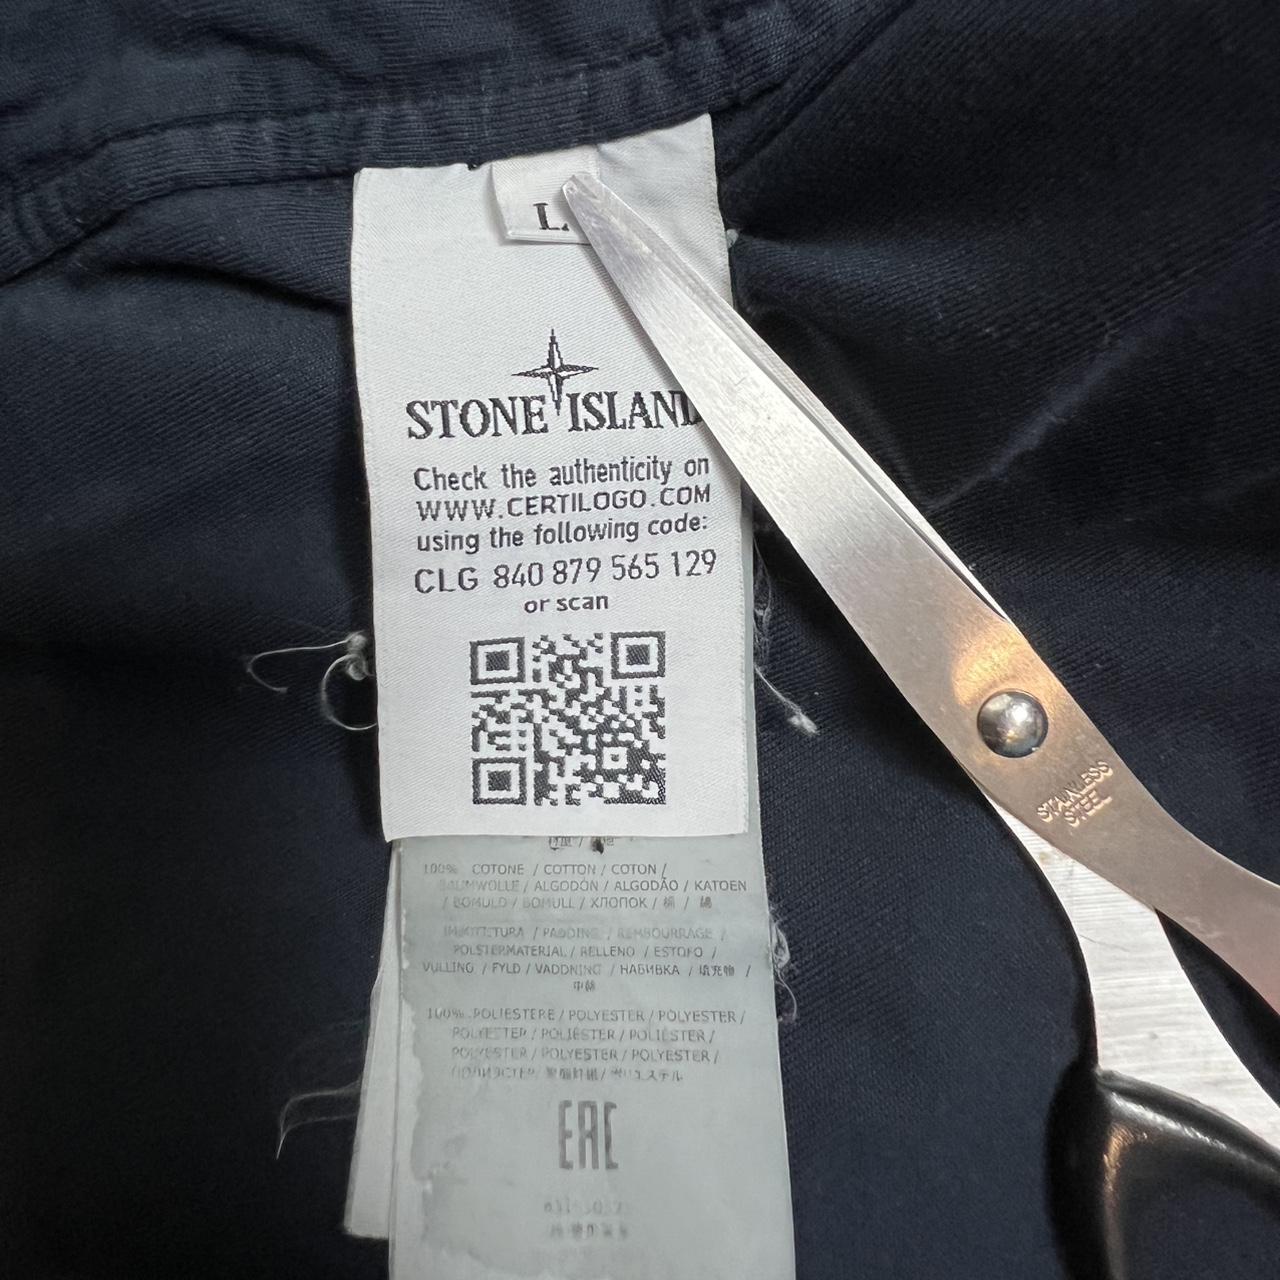 L
STONE ISLAND
Check the authenticity on
WWW.CERTILOGO.COM
using the following code:
CLG 840 879 565 129
or scan
100% COTONE / COTTON / COTON /
BAUMWOLLE / ALGODÓN / ALGODÃO / KATOEN
/ BOMULD / BOMULL / ХЛОПОК / 棉 / 綿
IMBOTTITURA / PADDING / REMBOURRAGE /
POLSTERMATERIAL / RELLENO / ESTOFO /
VULLING / FYLD / VADDNING / НАБИВКА / 填充物 /
中綿
100% POLIESTERE / POLYESTER / POLYESTER /
POLYESTER / POLIÉSTER / POLIÉSTER /
POLYESTER / POLYESTER / POLYESTER /
ПОЛИЭСТЕР / 聚酯纤维 / ポリエステル
EAC
STAINLESS
STEEL